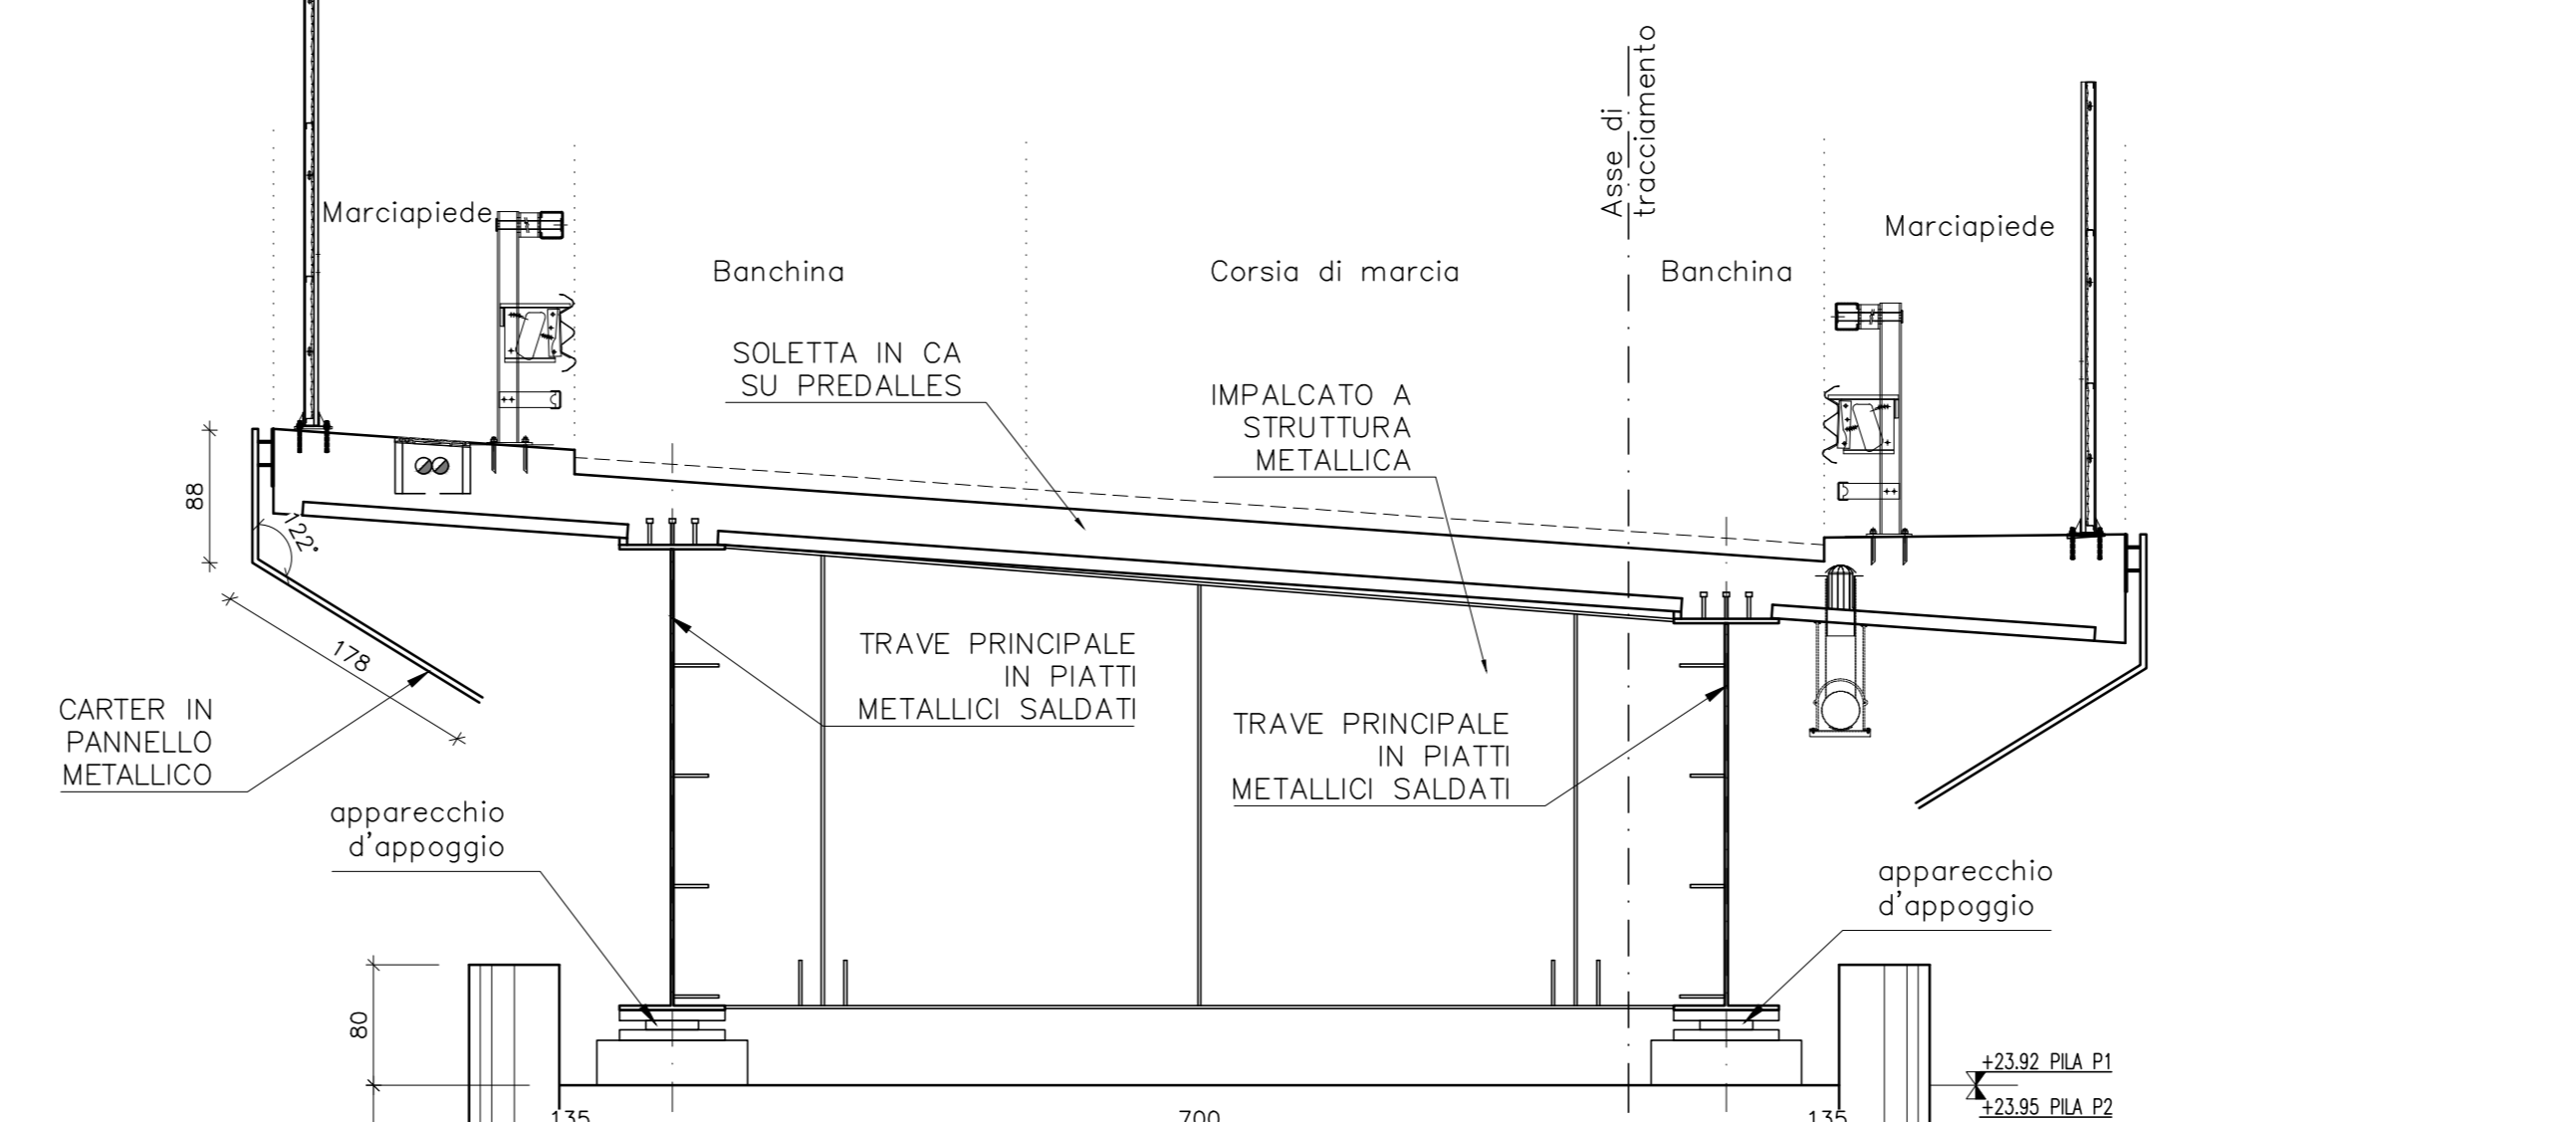 Asse di
tracciamento
Marciapiede
Marciapiede
Banchina
Corsia di marcia
Banchina
SOLETTA IN CA
SU PREDALLES
IMPALCATO A
STRUTTURA
METALLICA
88
122°
178
TRAVE PRINCIPALE
IN PIATTI
METALLICI SALDATI
TRAVE PRINCIPALE
IN PIATTI
METALLICI SALDATI
CARTER IN
PANNELLO
METALLICO
apparecchio
d'appoggio
apparecchio
d'appoggio
80
+23.92 PILA P1
+23.95 PILA P2
135
700
135